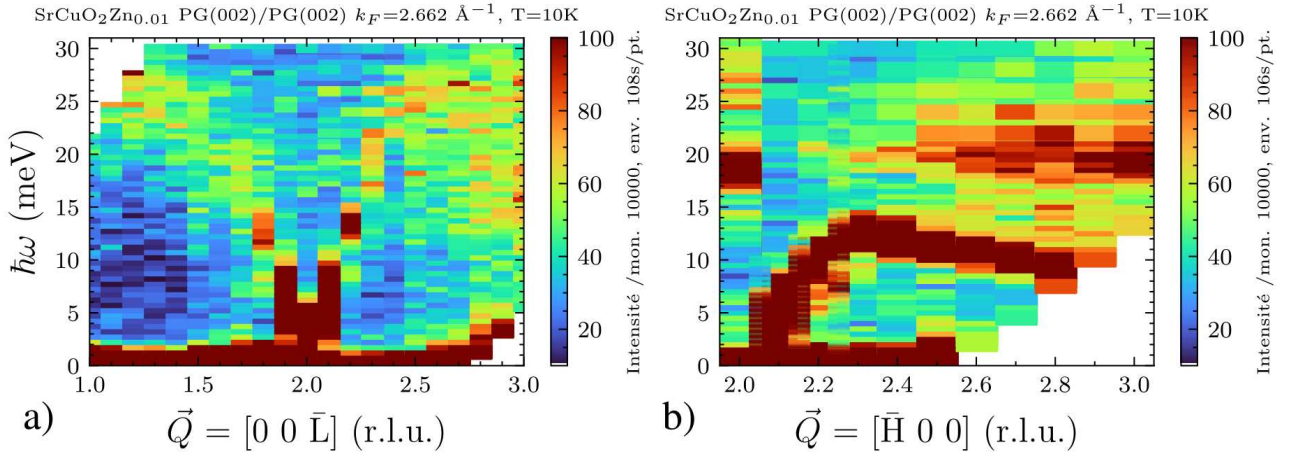 SrCuO₂Zn₀.₀₁ PG(002)/PG(002) k_F=2.662 Å⁻¹, T=10K
30
25
20
15
10
5
0
ℏω (meV)
1.0 1.5 2.0 2.5 3.0
Q⃗ = [0 0 L̄] (r.l.u.)
a)
100
80
60
40
20
Intensité /mon. 10000, env. 108s/pt.
SrCuO₂Zn₀.₀₁ PG(002)/PG(002) k_F=2.662 Å⁻¹, T=10K
30
25
20
15
10
5
0
2.0 2.2 2.4 2.6 2.8 3.0
Q⃗ = [H̄ 0 0] (r.l.u.)
b)
100
80
60
40
20
Intensité /mon. 10000, env. 106s/pt.